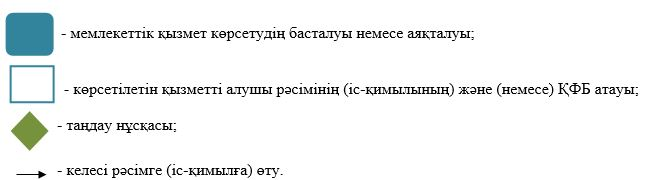 - мемлекеттік қызмет көрсетудің басталуы немесе аяқталуы;
- көрсетілетін қызметті алушы рәсімінің (іс-қимылының) және (немесе) ҚФБ атауы;
- таңдау нұсқасы;
- келесі рәсімге (іс-қимылға) өту.